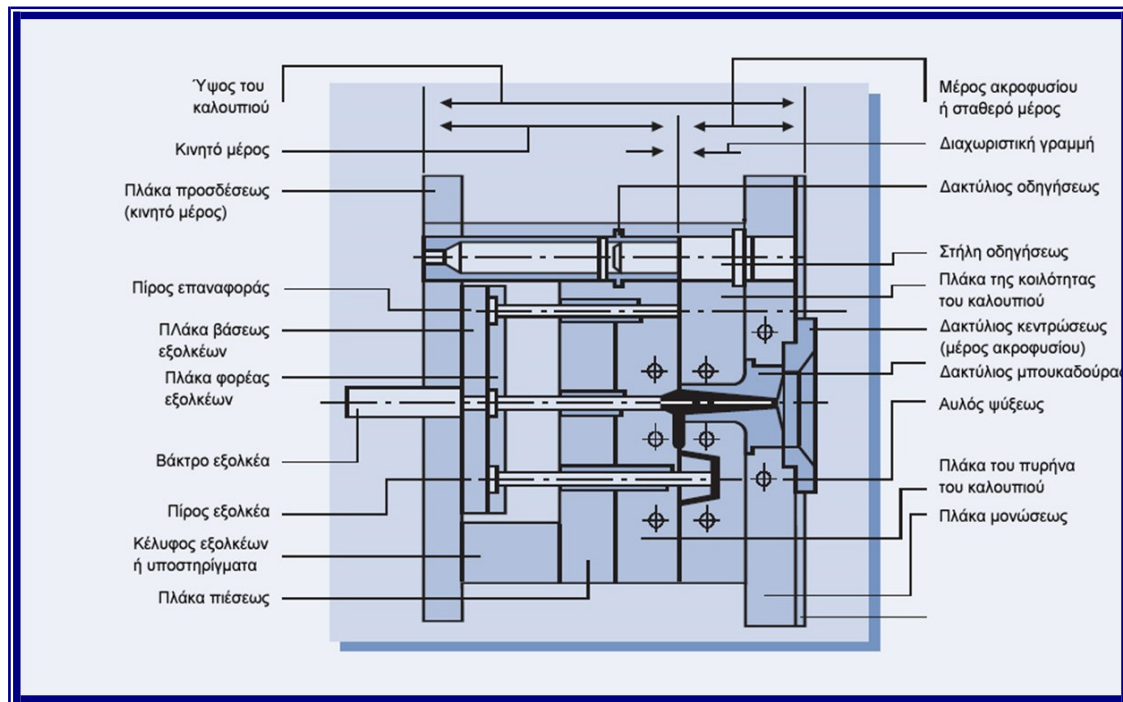 Ύψος του
καλουπιού
Κινητό μέρος
Πλάκα προσδέσεως
(κινητό μέρος)
Πίρος επαναφοράς
ΠΛάκα βάσεως
εξολκέων
Πλάκα φορέας
εξολκέων
Βάκτρο εξολκέα
Πίρος εξολκέα
Κέλυφος εξολκέων
ή υποστηρίγματα
Πλάκα πιέσεως
Μέρος ακροφυσίου
ή σταθερό μέρος
Διαχωριστική γραμμή
Δακτύλιος οδηγήσεως
Στήλη οδηγήσεως
Πλάκα της κοιλότητας
του καλουπιού
Δακτύλιος κεντρώσεως
(μέρος ακροφυσίου)
Δακτύλιος μπουκαδούρας
Αυλός ψύξεως
Πλάκα του πυρήνα
του καλουπιού
Πλάκα μονώσεως